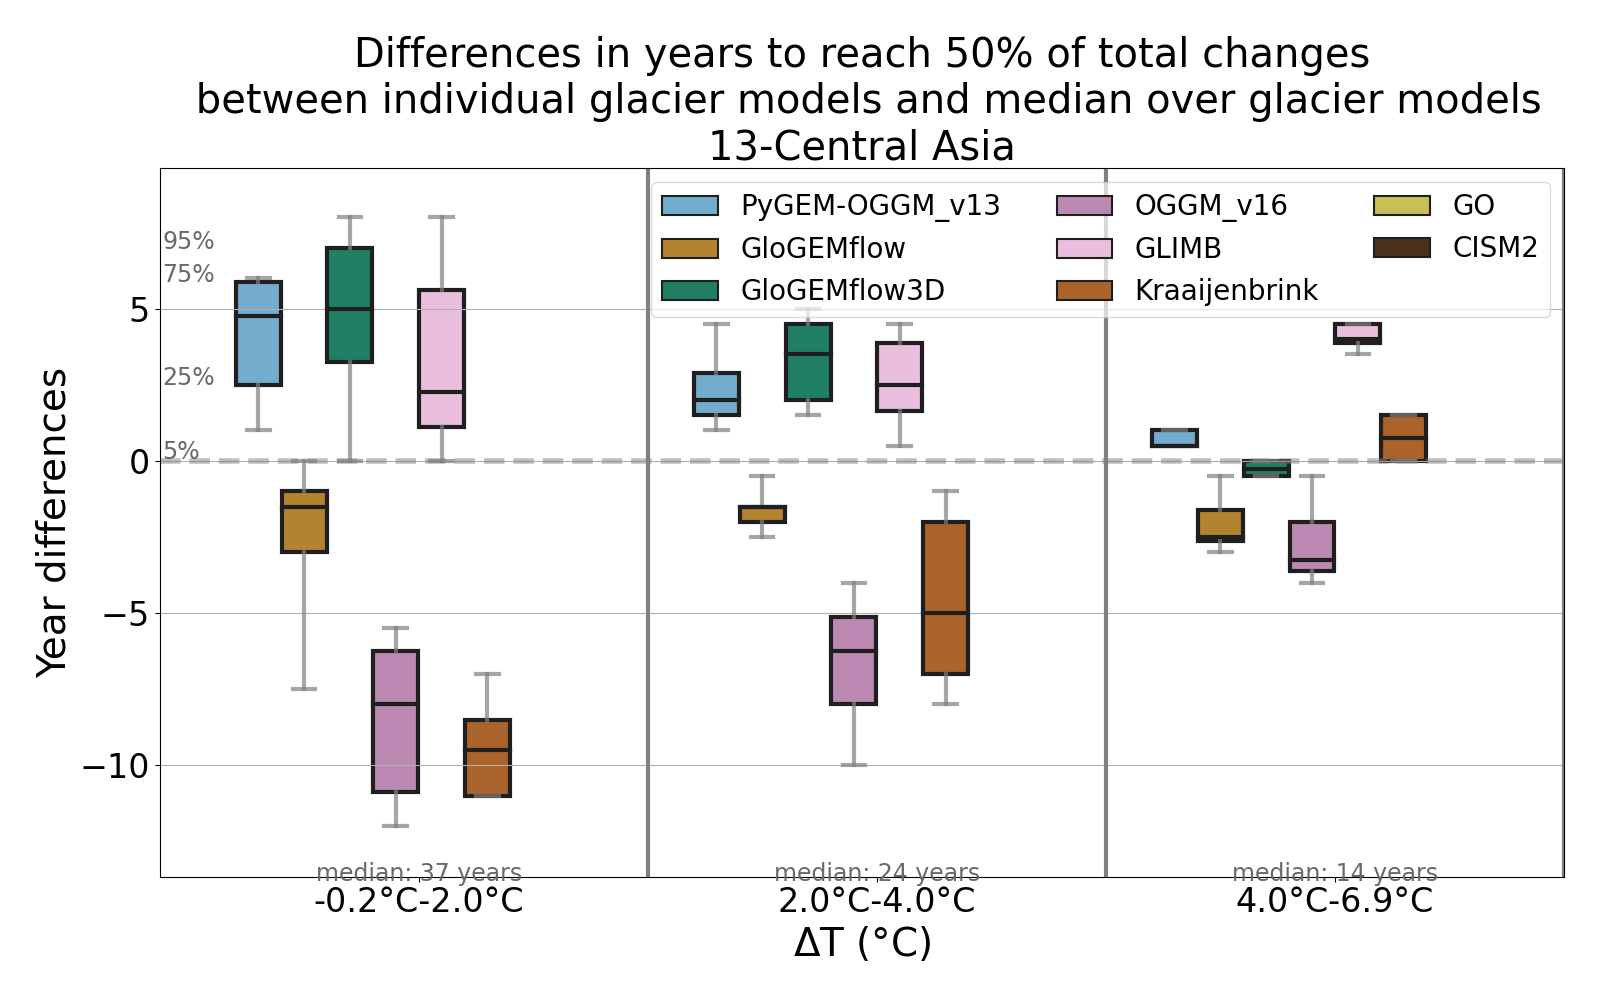 Differences in years to reach 50% of total changes
between individual glacier models and median over glacier models
13-Central Asia
PyGEM-OGGM_v13
GloGEMflow
GloGEMflow3D
OGGM_v16
GLIMB
Kraaijenbrink
GO
CISM2
95%
75%
25%
5%
5
0
−5
−10
Year differences
median: 37 years
median: 24 years
median: 14 years
-0.2°C-2.0°C
2.0°C-4.0°C
4.0°C-6.9°C
ΔT (°C)